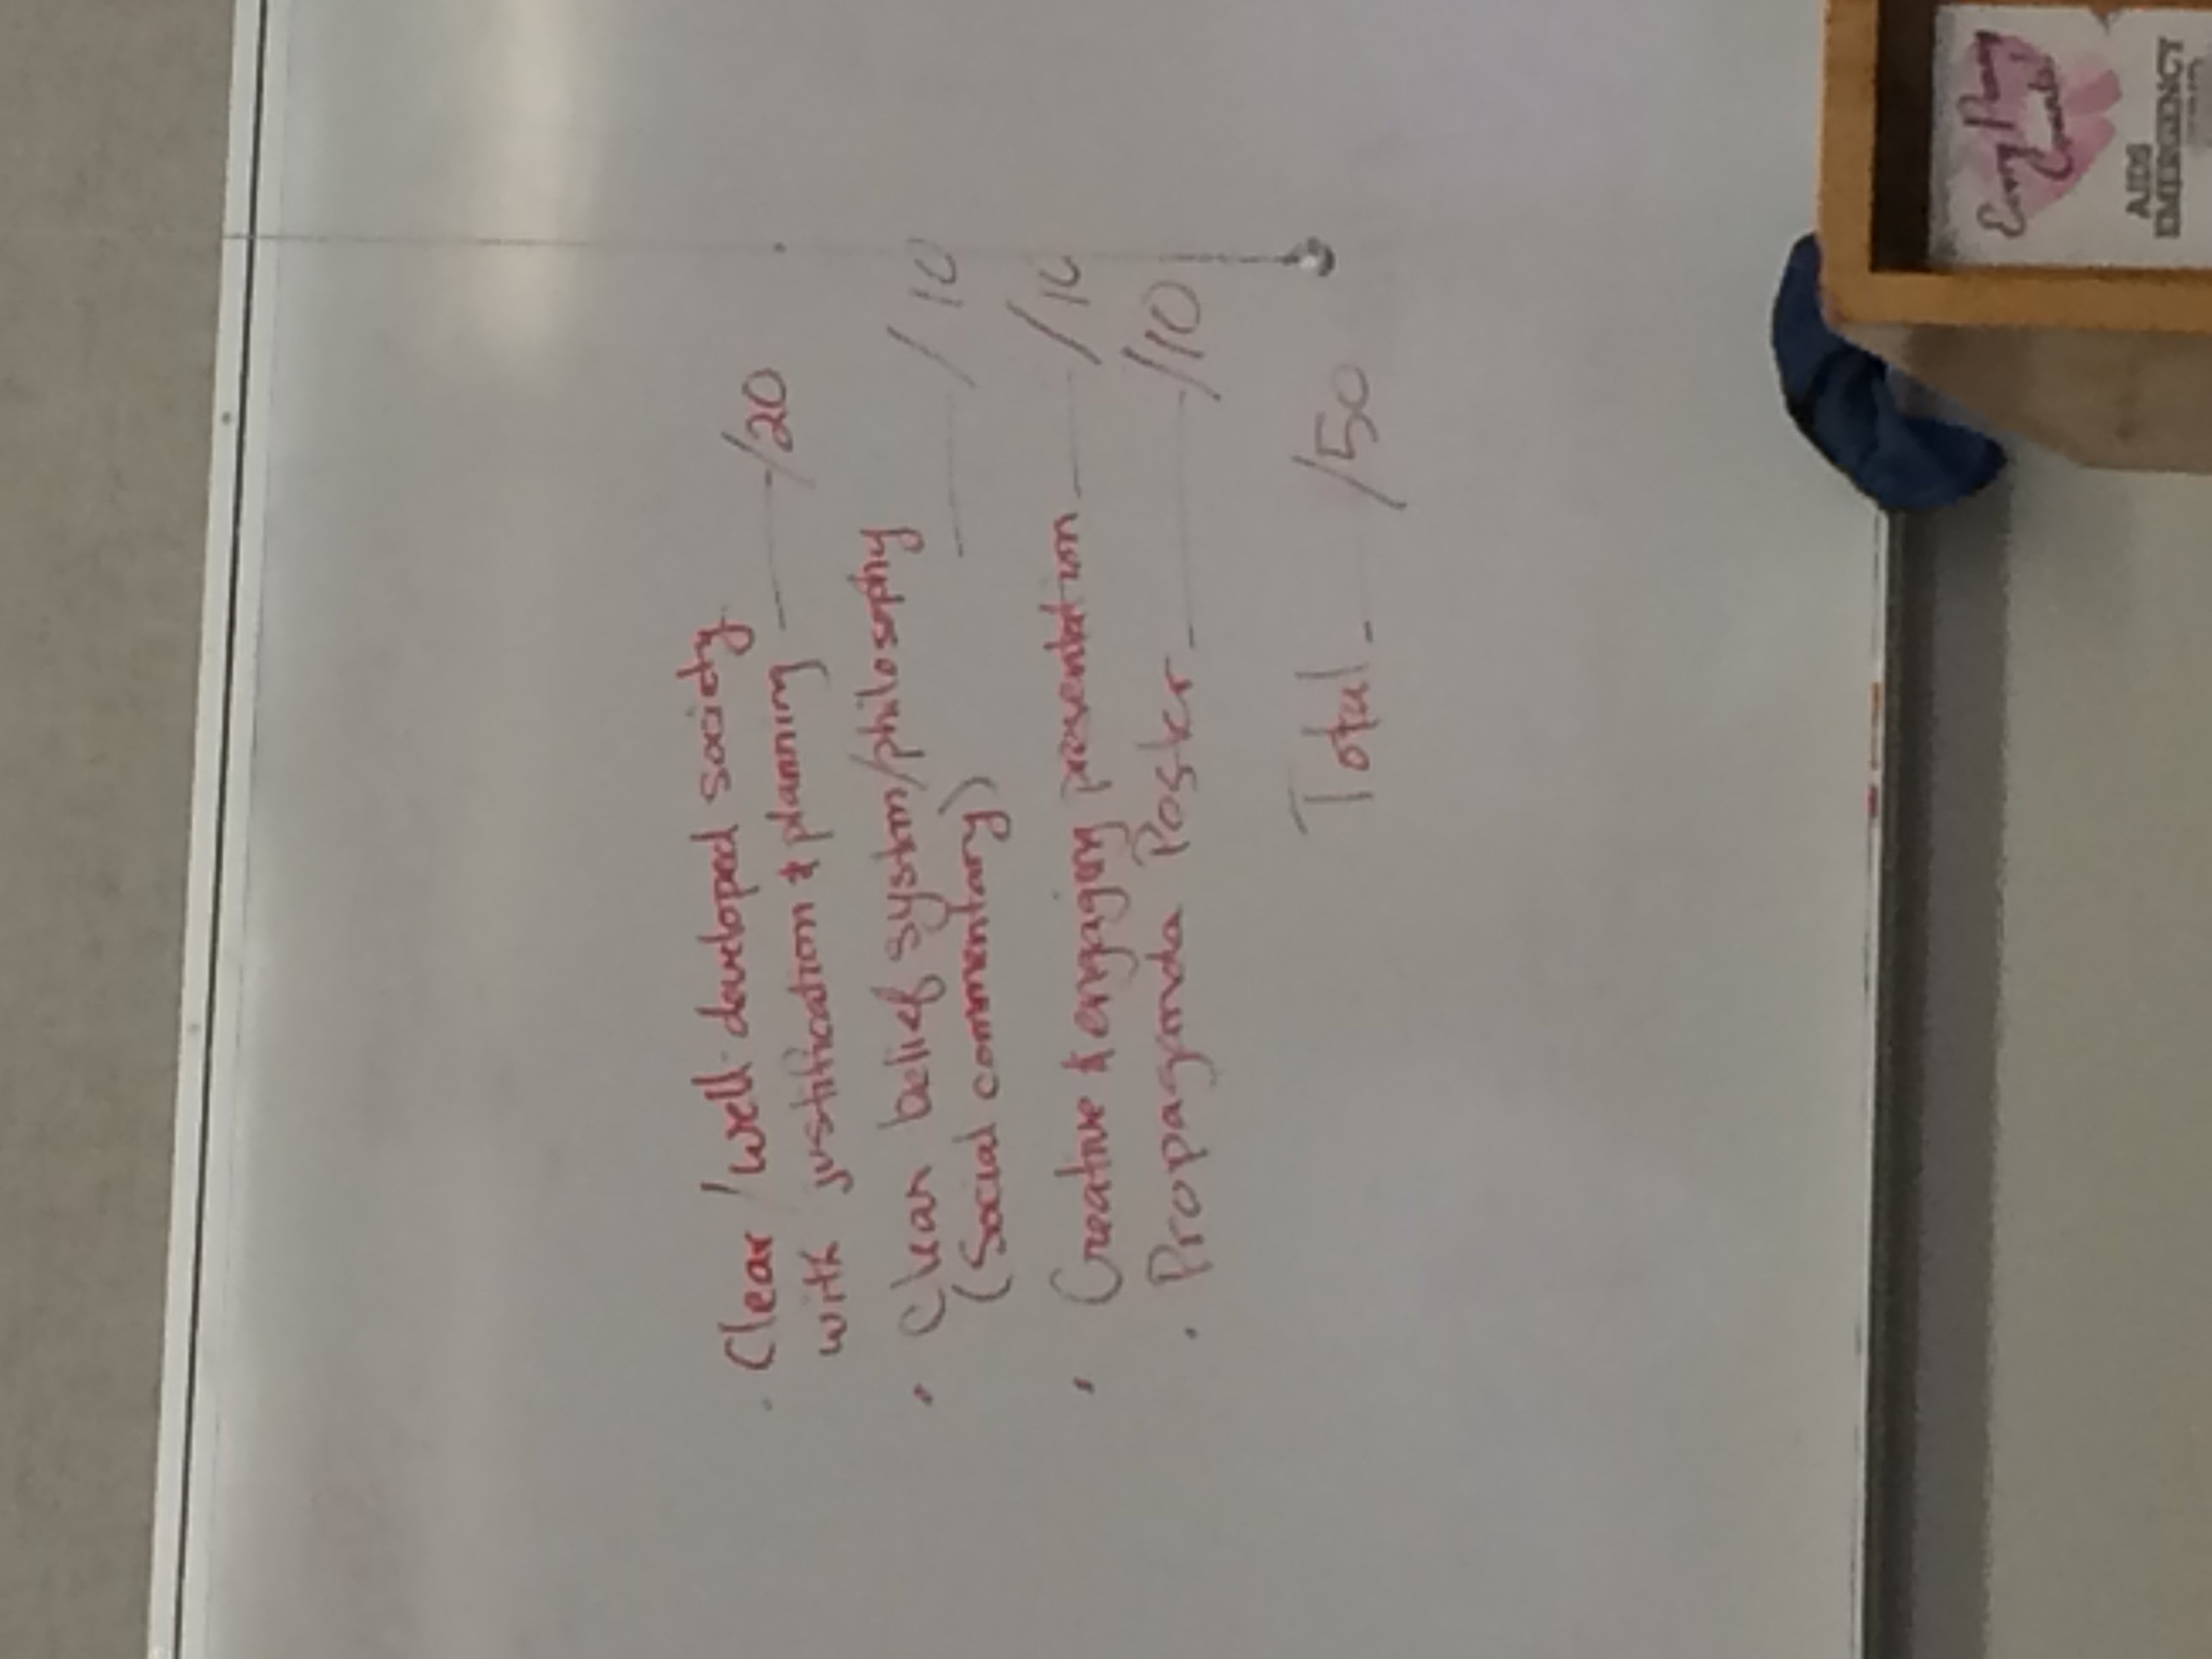 · Clear / well-developed society
with justification & planning — /20
· Clear belief system/philosophy
(Social commentary) — /10
· Creative & engaging presentation — /10
· Propaganda Poster — /10
Total — /50
Every Penny
Counts!
AIDS
EMERGENCY